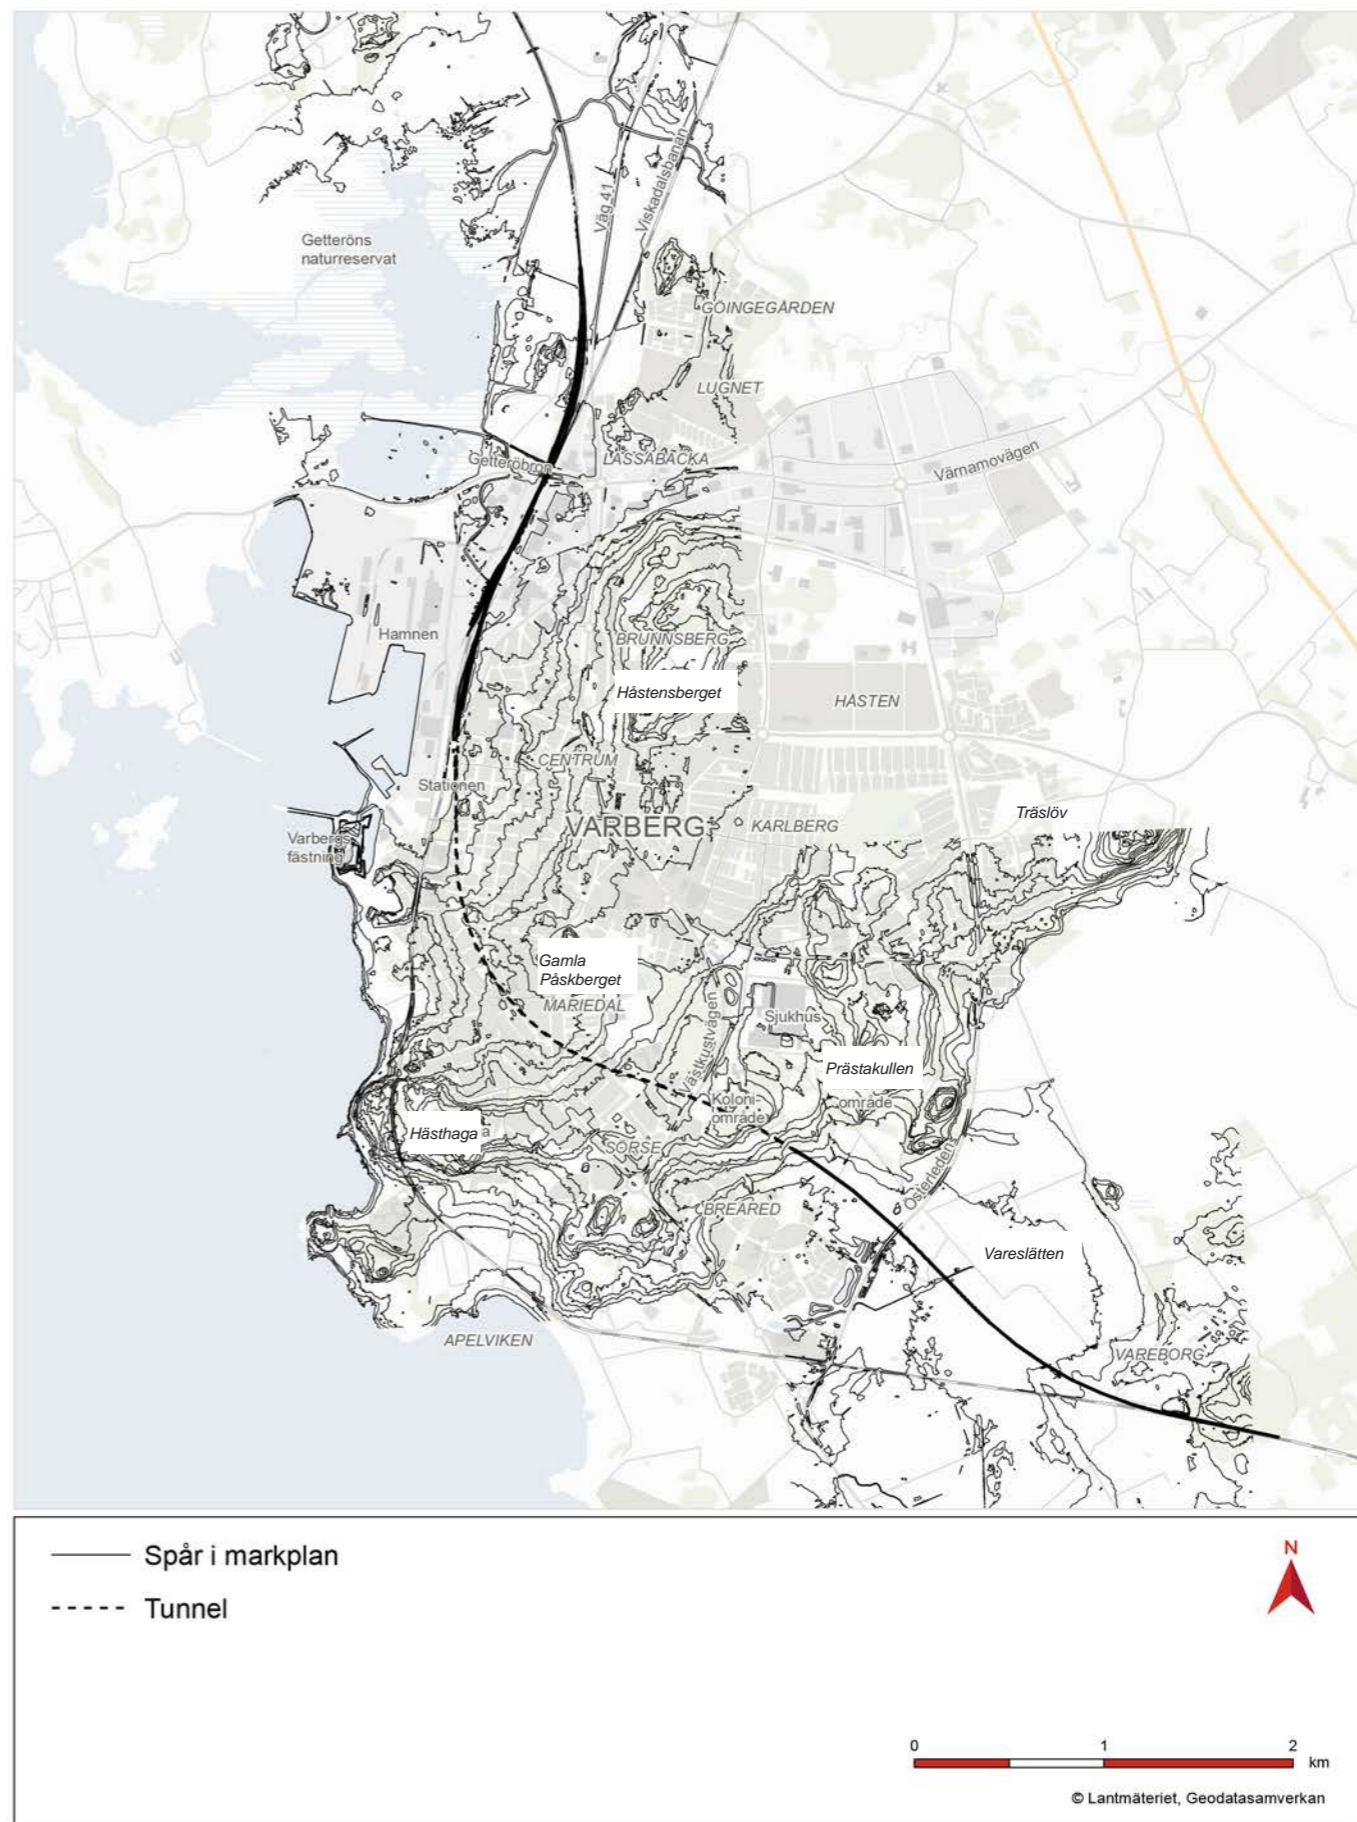 Väg 41
Viskadalsbanan
Getteröns
naturreservat
GÖINGEGÅRDEN
LUGNET
Getteröbron
LASSABACKA
Värnamovägen
Hamnen
BRUNNSBERG
Håstensberget
HÅSTEN
CENTRUM
Stationen
Träslöv
VARBERG
KARLBERG
Varbergs
fästning
Gamla
Påskberget
MARIEDAL
Västkustvägen
Sjukhus
Prästakullen
Koloni-
område
område
Hästhaga
a
SÖRSE
Österleden
BREARED
Vareslätten
APELVIKEN
VAREBORG
Spår i markplan
Tunnel
N
0 1 2
km
© Lantmäteriet, Geodatasamverkan